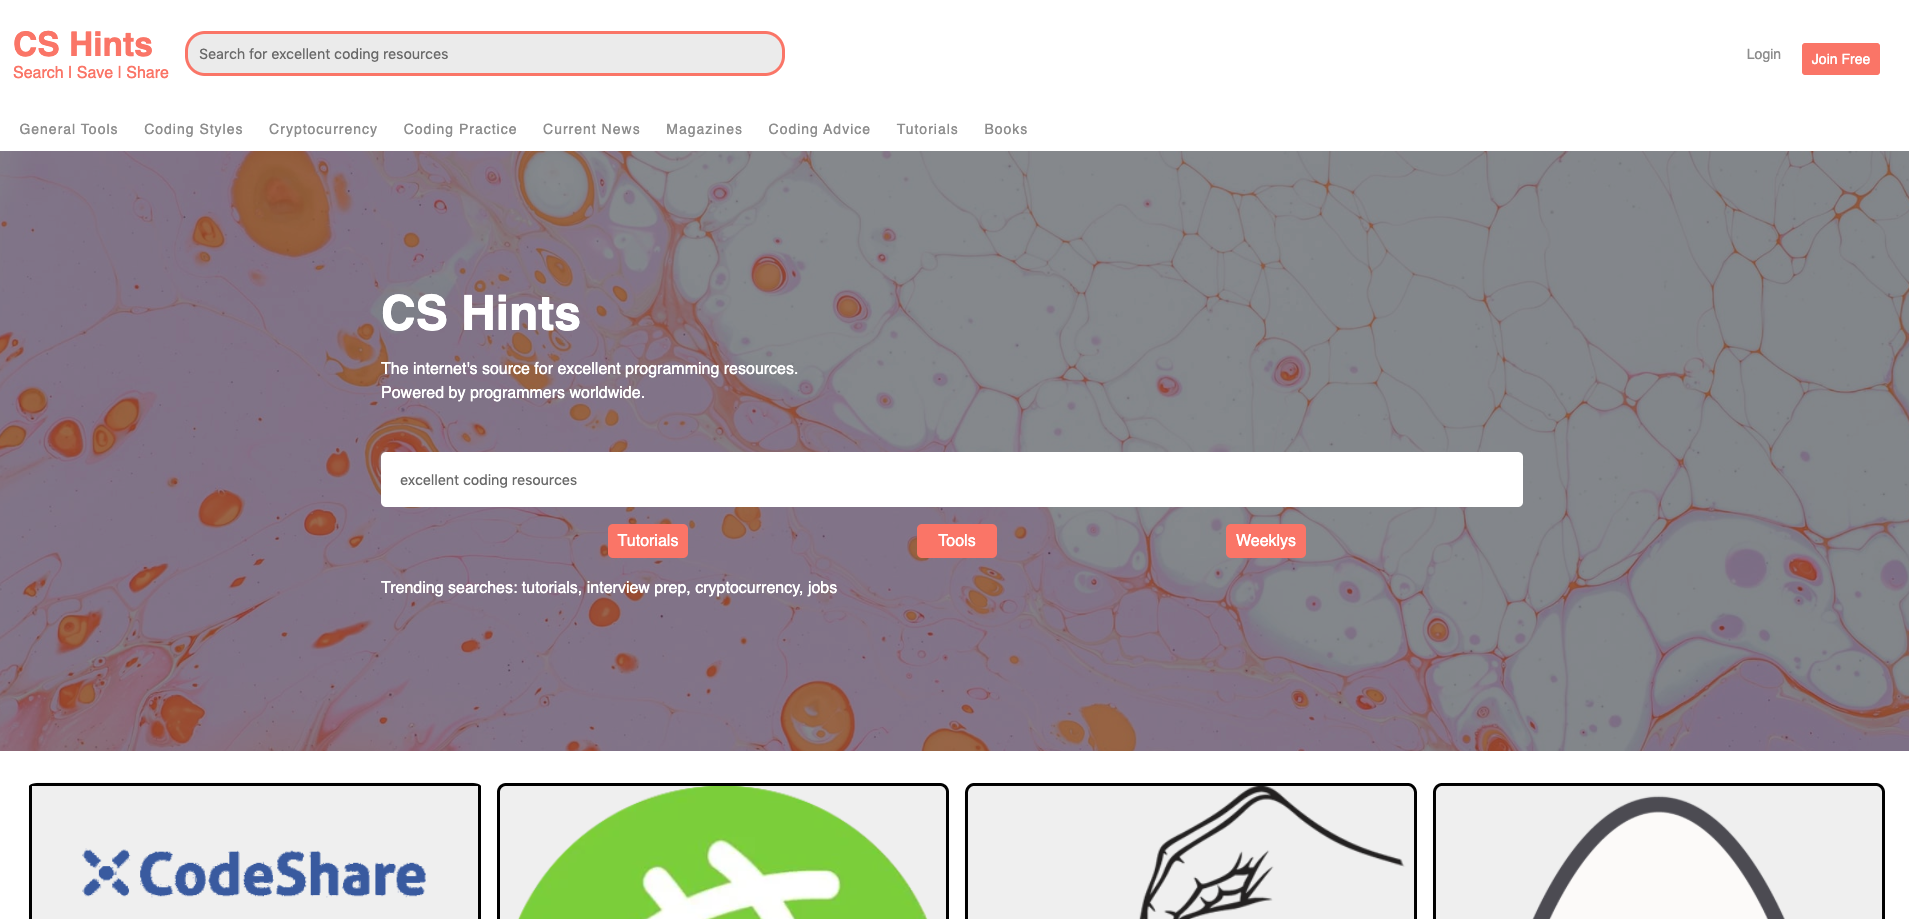 CS Hints
Search | Save | Share
Search for excellent coding resources
Login
Join Free
General Tools
Coding Styles
Cryptocurrency
Coding Practice
Current News
Magazines
Coding Advice
Tutorials
Books
CS Hints
The internet's source for excellent programming resources.
Powered by programmers worldwide.
excellent coding resources
Tutorials
Tools
Weeklys
Trending searches: tutorials, interview prep, cryptocurrency, jobs
CodeShare